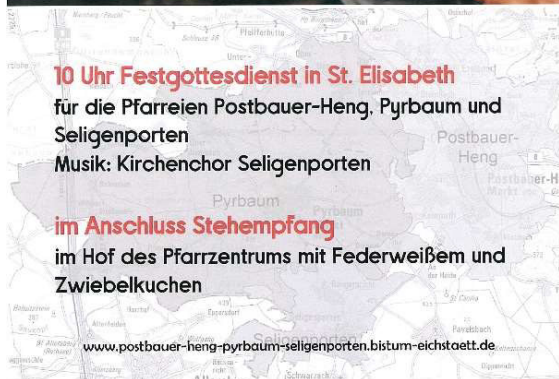 10 Uhr Festgottesdienst in St. Elisabeth
für die Pfarreien Postbauer-Heng, Pyrbaum und
Seligenporten
Musik: Kirchenchor Seligenporten
Postbauer-
Heng
Pyrbaum
Pyrbaum
im Anschluss Stehempfang
im Hof des Pfarrzentrums mit Federweißem und
Zwiebelkuchen
Seligenporten
www.postbauer-heng-pyrbaum-seligenporten.bistum-eichstaett.de